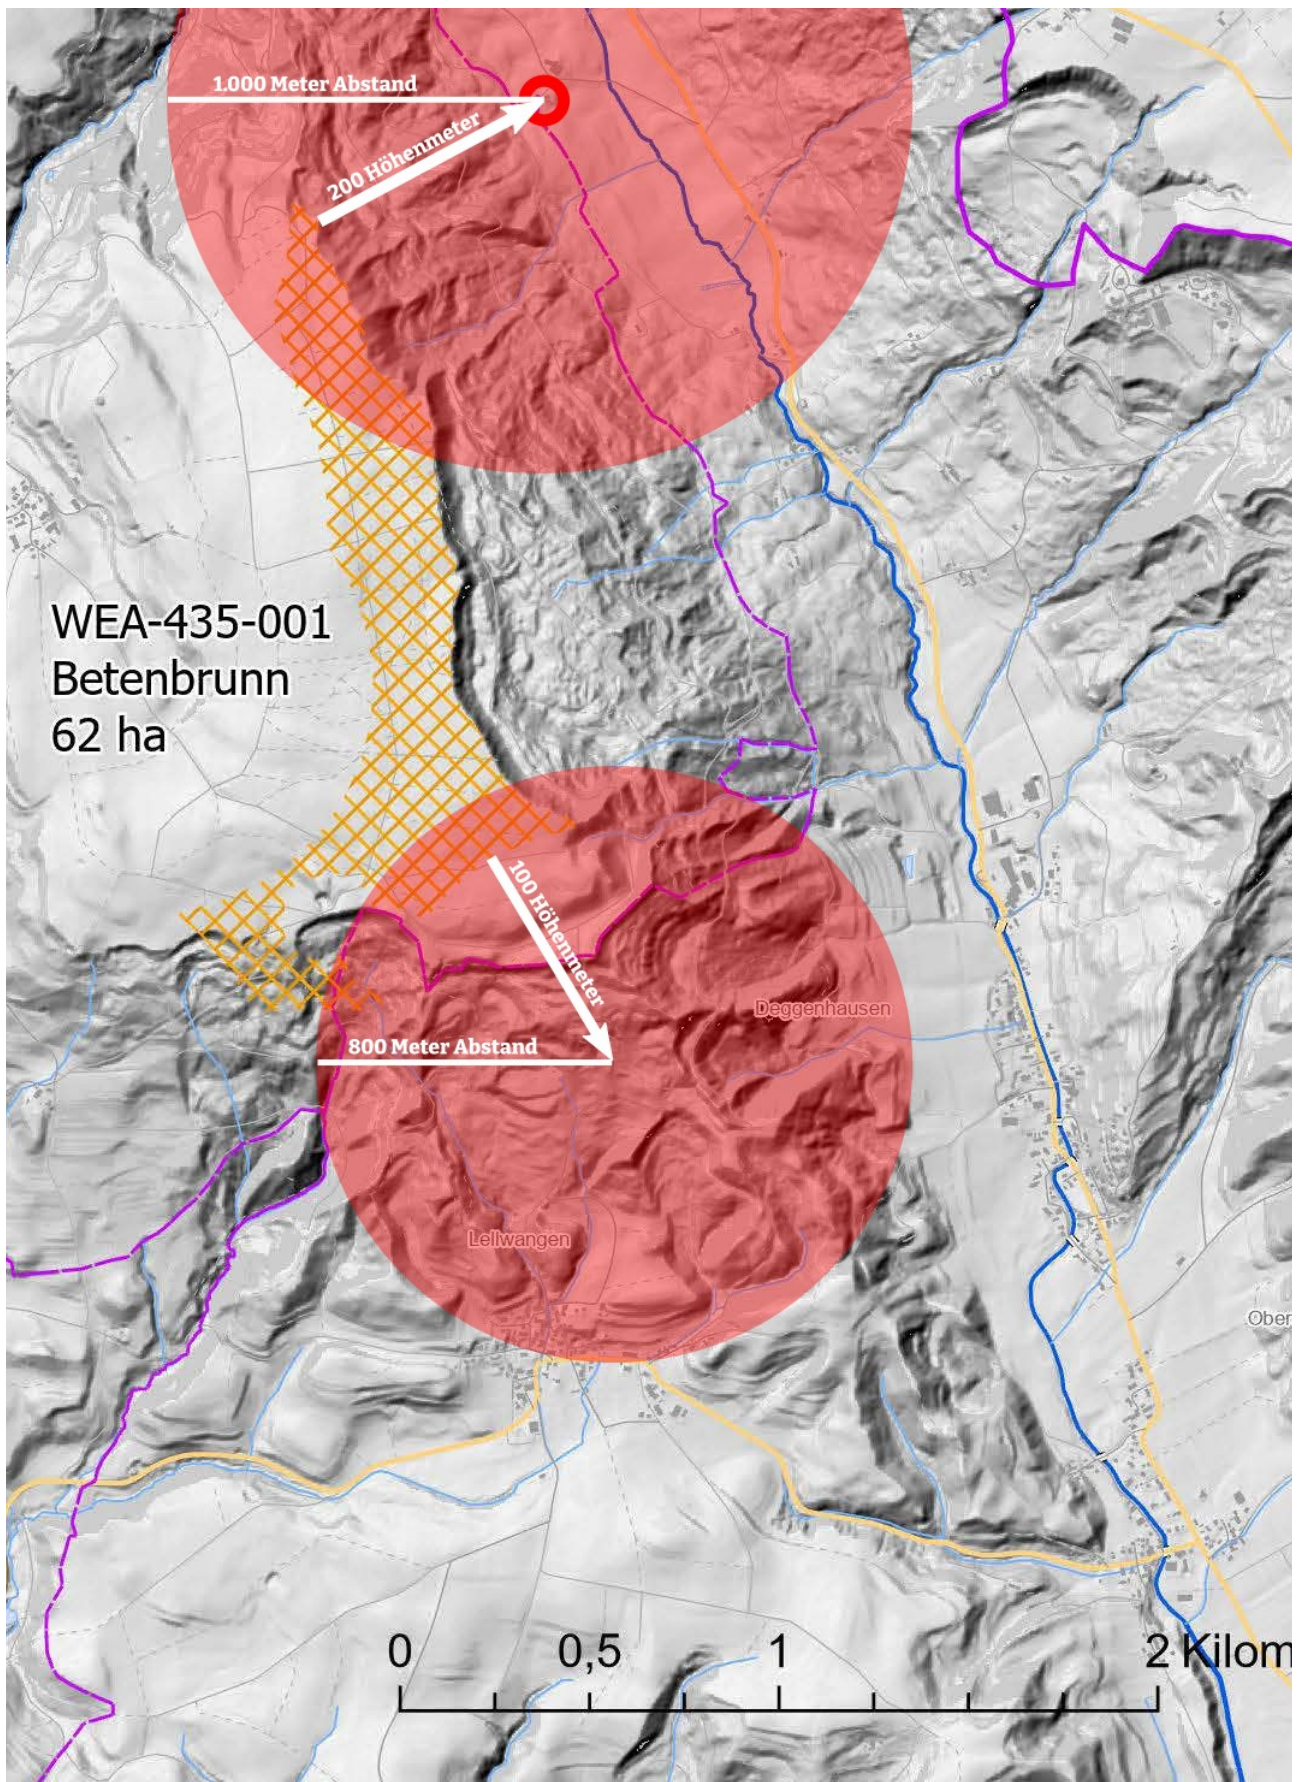 1.000 Meter Abstand
200 Höhenmeter
WEA-435-001
Betenbrunn
62 ha
100 Höhenmeter
Deggenhausen
800 Meter Abstand
Lellwangen
Ober
0 0,5 1 2 Kilom